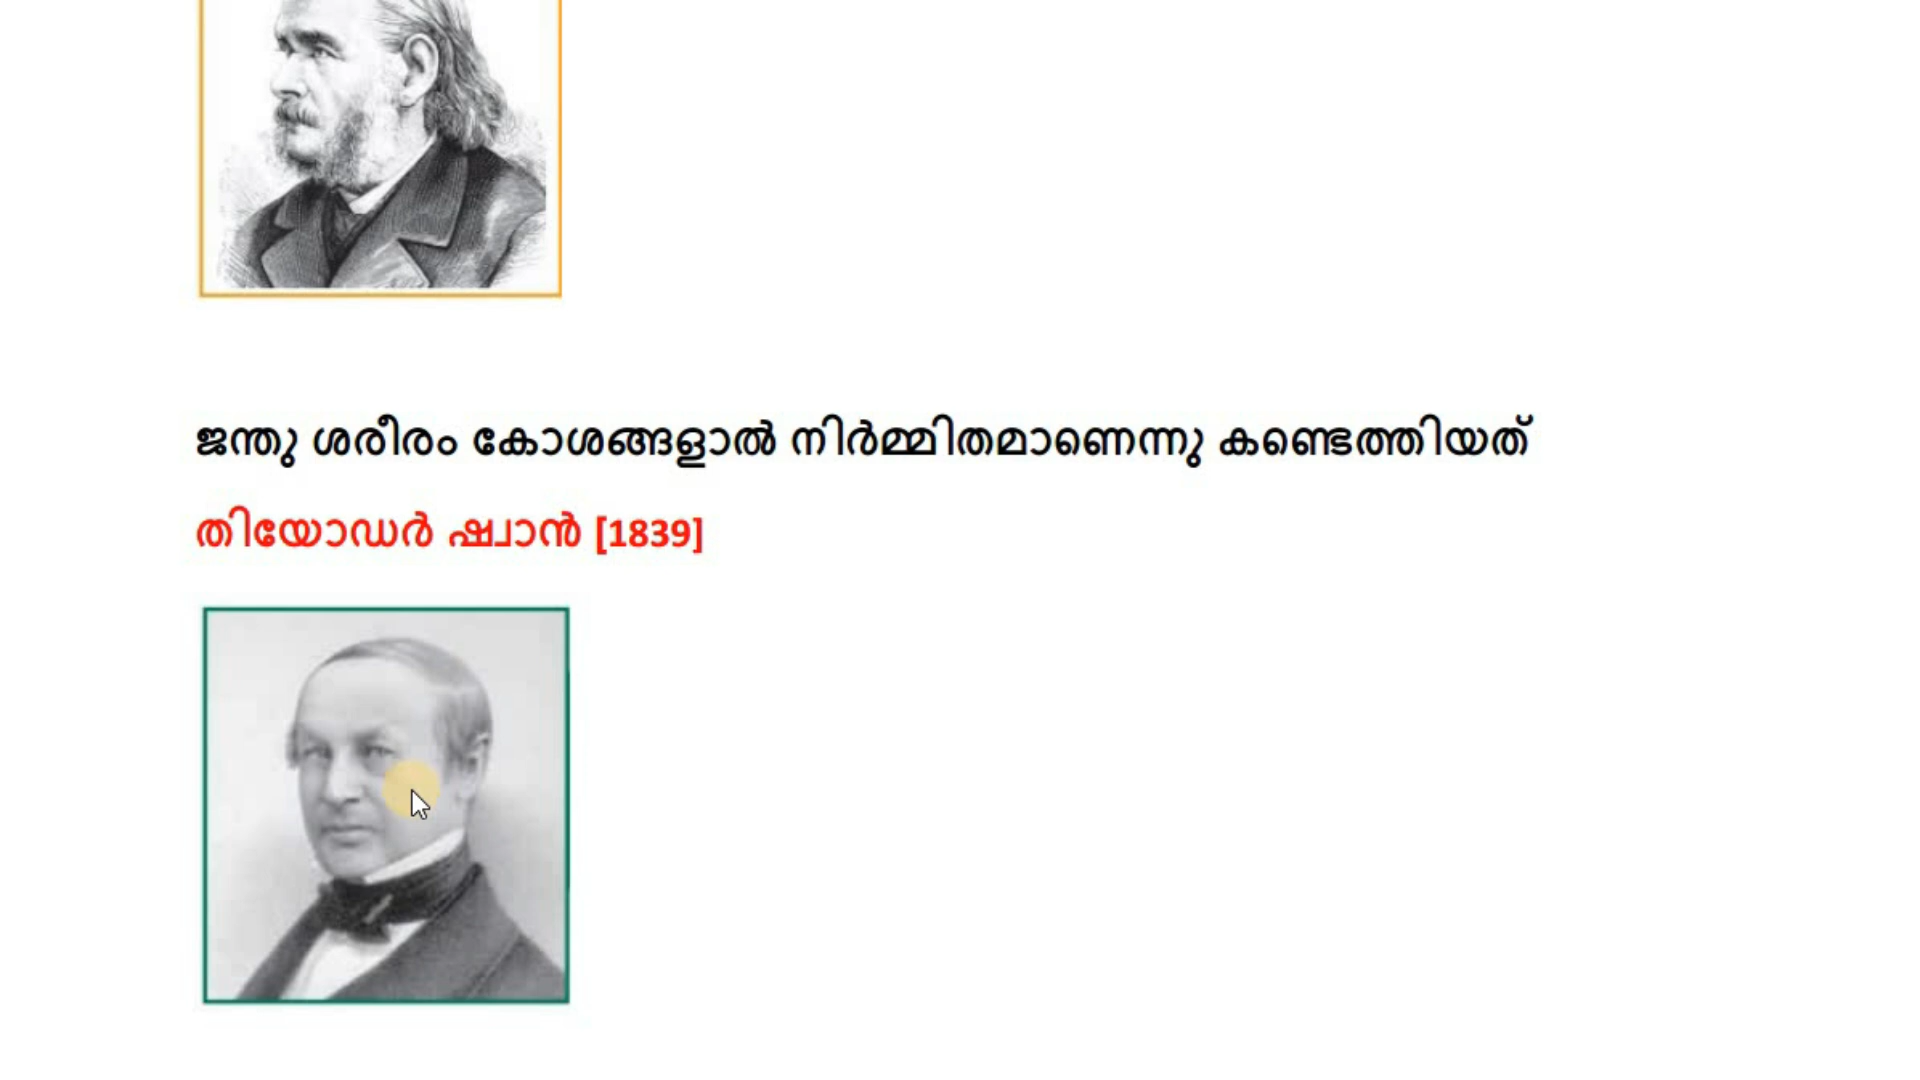 ജന്തു ശരീരം കോശങ്ങളാൽ നിർമ്മിതമാണെന്നു കണ്ടെത്തിയത്
തിയോഡർ ഷ്വാൻ [1839]